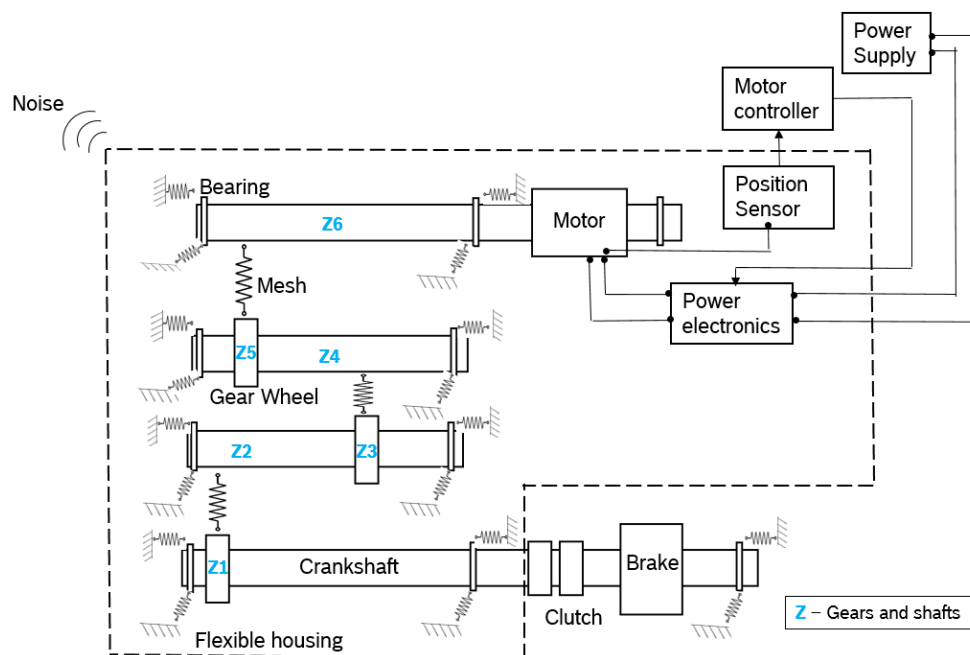 Power
Supply
Motor
controller
Noise
Position
Sensor
Bearing
Z6
Motor
Mesh
Power
electronics
Z5
Z4
Gear Wheel
Z2
Z3
Z1
Crankshaft
Brake
Clutch
Z – Gears and shafts
Flexible housing